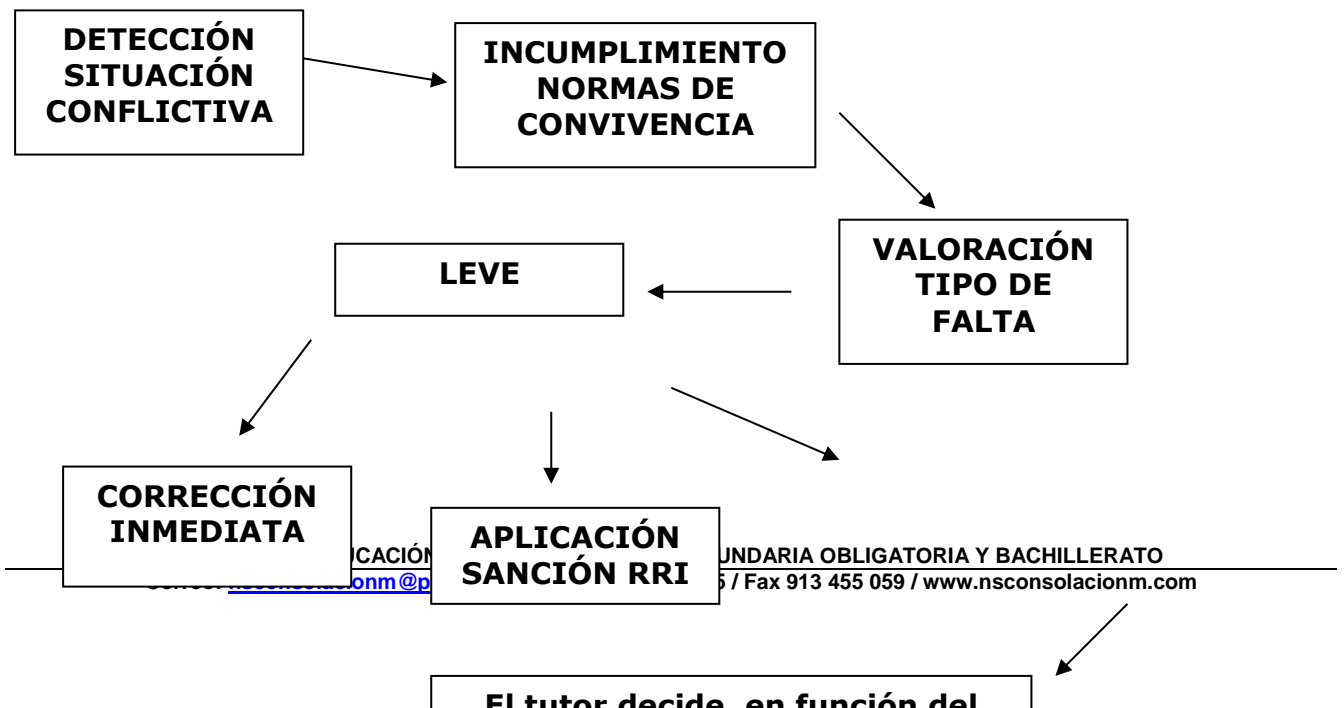 DETECCIÓN
SITUACIÓN
CONFLICTIVA
INCUMPLIMIENTO
NORMAS DE
CONVIVENCIA
VALORACIÓN
TIPO DE
FALTA
LEVE
CORRECCIÓN
INMEDIATA
APLICACIÓN
SANCIÓN RRI
UNDARIA OBLIGATORIA Y BACHILLERATO
5 / Fax 913 455 059 / www.nsconsolacionm.com
El tutor decide, en función del